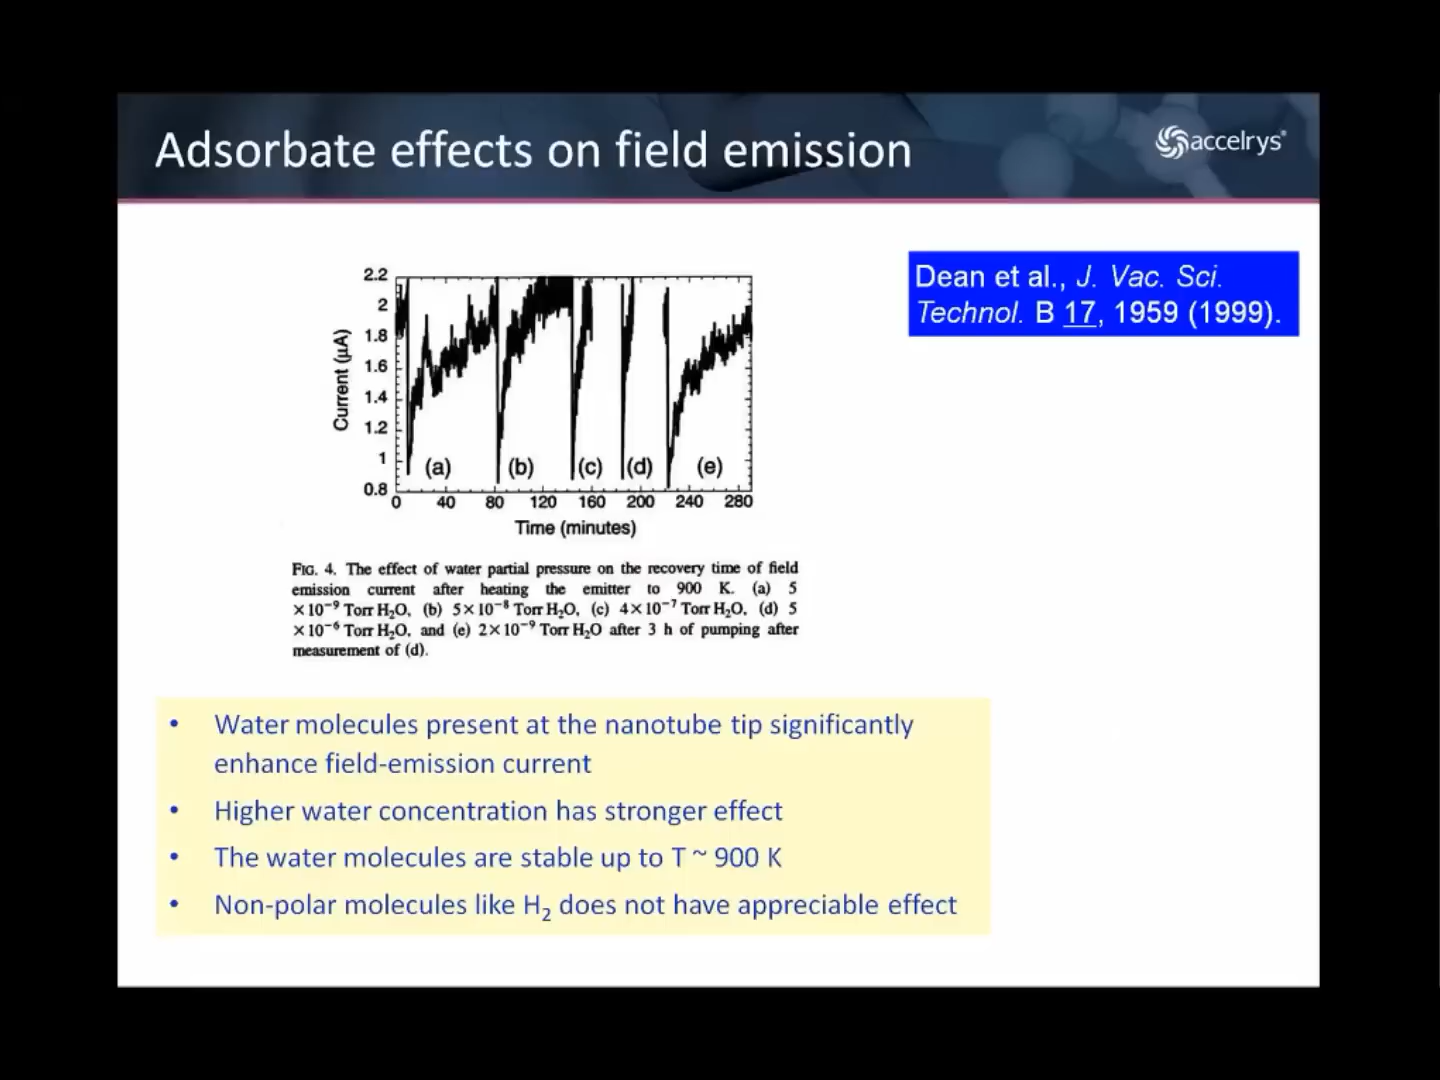 Adsorbate effects on field emission
accelrys®
Dean et al., J. Vac. Sci.
Technol. B 17, 1959 (1999).
2.2
2
1.8
1.6
1.4
1.2
1
0.8
Current (µA)
(a) (b) (c) (d) (e)
0 40 80 120 160 200 240 280
Time (minutes)
FIG. 4. The effect of water partial pressure on the recovery time of field
emission current after heating the emitter to 900 K. (a) 5
×10⁻⁹ Torr H₂O, (b) 5×10⁻⁸ Torr H₂O, (c) 4×10⁻⁷ Torr H₂O, (d) 5
×10⁻⁶ Torr H₂O, and (e) 2×10⁻⁹ Torr H₂O after 3 h of pumping after
measurement of (d).
• Water molecules present at the nanotube tip significantly
enhance field-emission current
• Higher water concentration has stronger effect
• The water molecules are stable up to T ~ 900 K
• Non-polar molecules like H₂ does not have appreciable effect